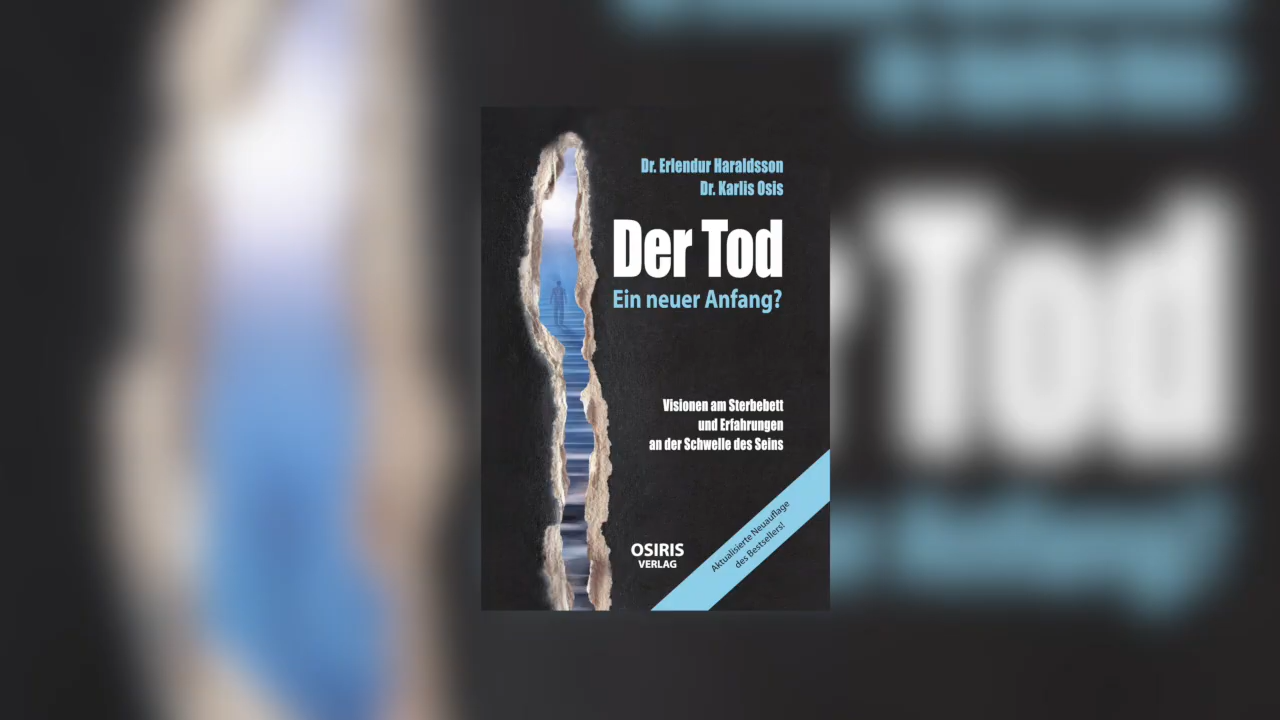 Dr. Erlendur Haraldsson
Dr. Karlis Osis
Der Tod
Ein neuer Anfang?
Visionen am Sterbebett
und Erfahrungen
an der Schwelle des Seins
Aktualisierte Neuauflage
des Bestsellers!
OSIRIS
VERLAG